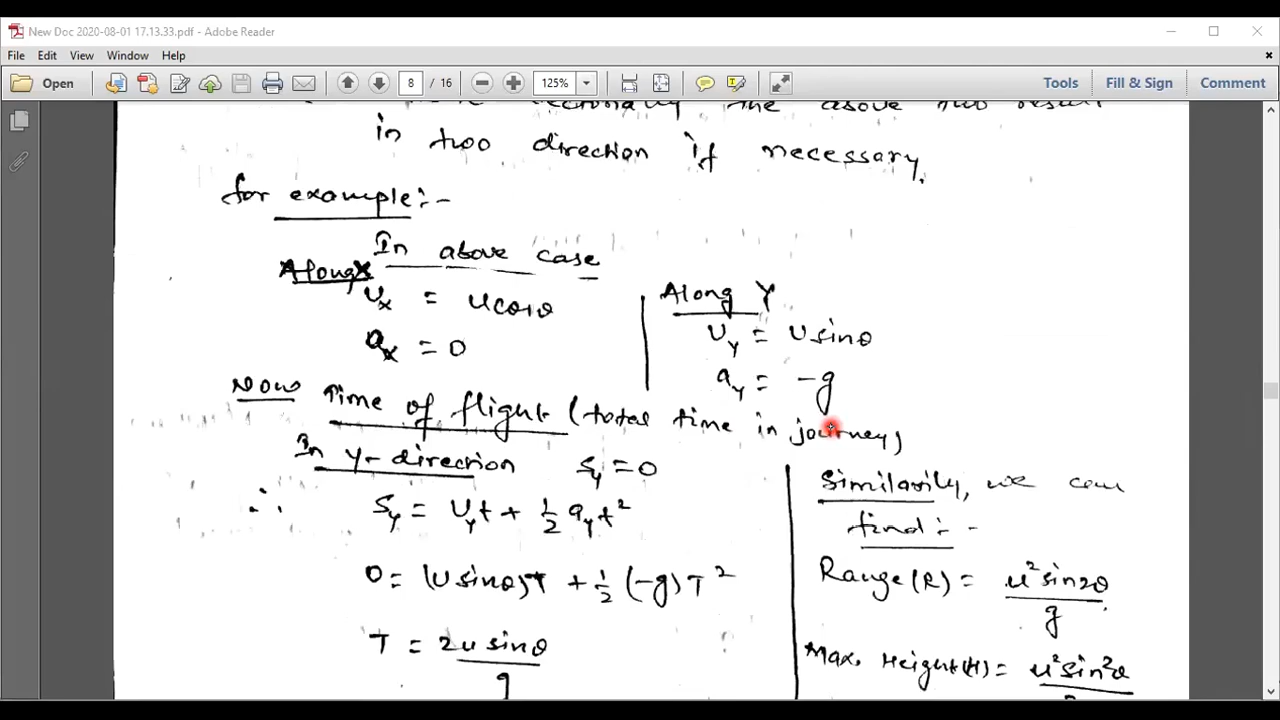 New Doc 2020-08-01 17.13.33.pdf - Adobe Reader
File Edit View Window Help
Open 8 / 16 125% Tools Fill & Sign Comment
the above two result
in two direction if necessary.
for example:-
In above case
Along X
Ux = ucosθ
ax = 0
Along Y
Uy = usinθ
ay = -g
Now Time of flight (total time in journey)
In Y-direction Sy = 0
∴ Sy = Uyt + 1/2 ayt²
0 = (usinθ)T + 1/2 (-g)T²
T = 2u sinθ / g
Similarily, we can
find:-
Range(R) = u²sin2θ / g
Max. Height(H) = u²sin²θ